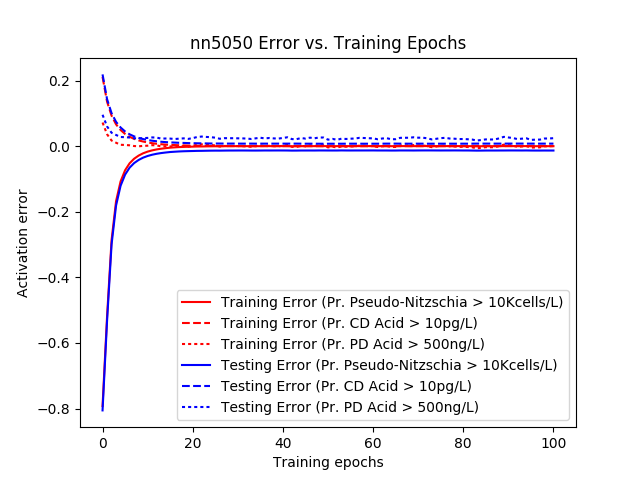 nn5050 Error vs. Training Epochs
0.2
0.0
−0.2
−0.4
−0.6
−0.8
Activation error
Training Error (Pr. Pseudo-Nitzschia > 10Kcells/L)
Training Error (Pr. CD Acid > 10pg/L)
Training Error (Pr. PD Acid > 500ng/L)
Testing Error (Pr. Pseudo-Nitzschia > 10Kcells/L)
Testing Error (Pr. CD Acid > 10pg/L)
Testing Error (Pr. PD Acid > 500ng/L)
0 20 40 60 80 100
Training epochs